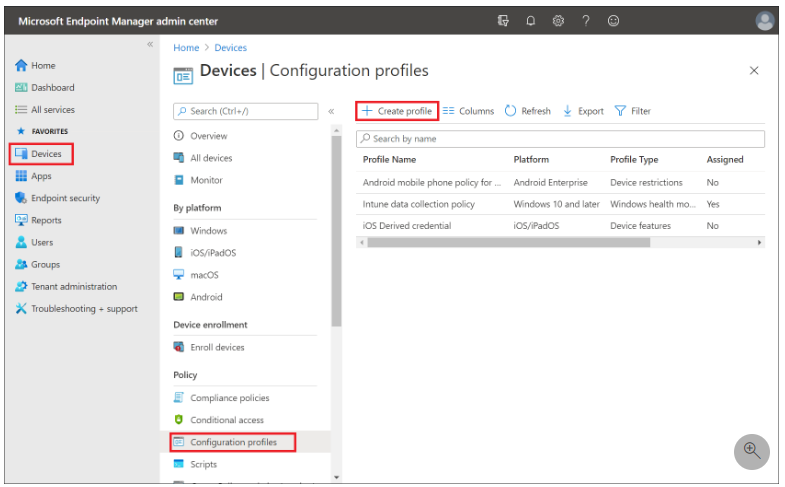 Microsoft Endpoint Manager admin center
Home
Dashboard
All services
FAVORITES
Devices
Apps
Endpoint security
Reports
Users
Groups
Tenant administration
Troubleshooting + support
Home > Devices
Devices | Configuration profiles
Search (Ctrl+/)
Overview
All devices
Monitor
By platform
Windows
iOS/iPadOS
macOS
Android
Device enrollment
Enroll devices
Policy
Compliance policies
Conditional access
Configuration profiles
Scripts
Create profile Columns Refresh Export Filter
Search by name
Profile Name Platform Profile Type Assigned
Android mobile phone policy for ... Android Enterprise Device restrictions No
Intune data collection policy Windows 10 and later Windows health mo... Yes
iOS Derived credential iOS/iPadOS Device features No